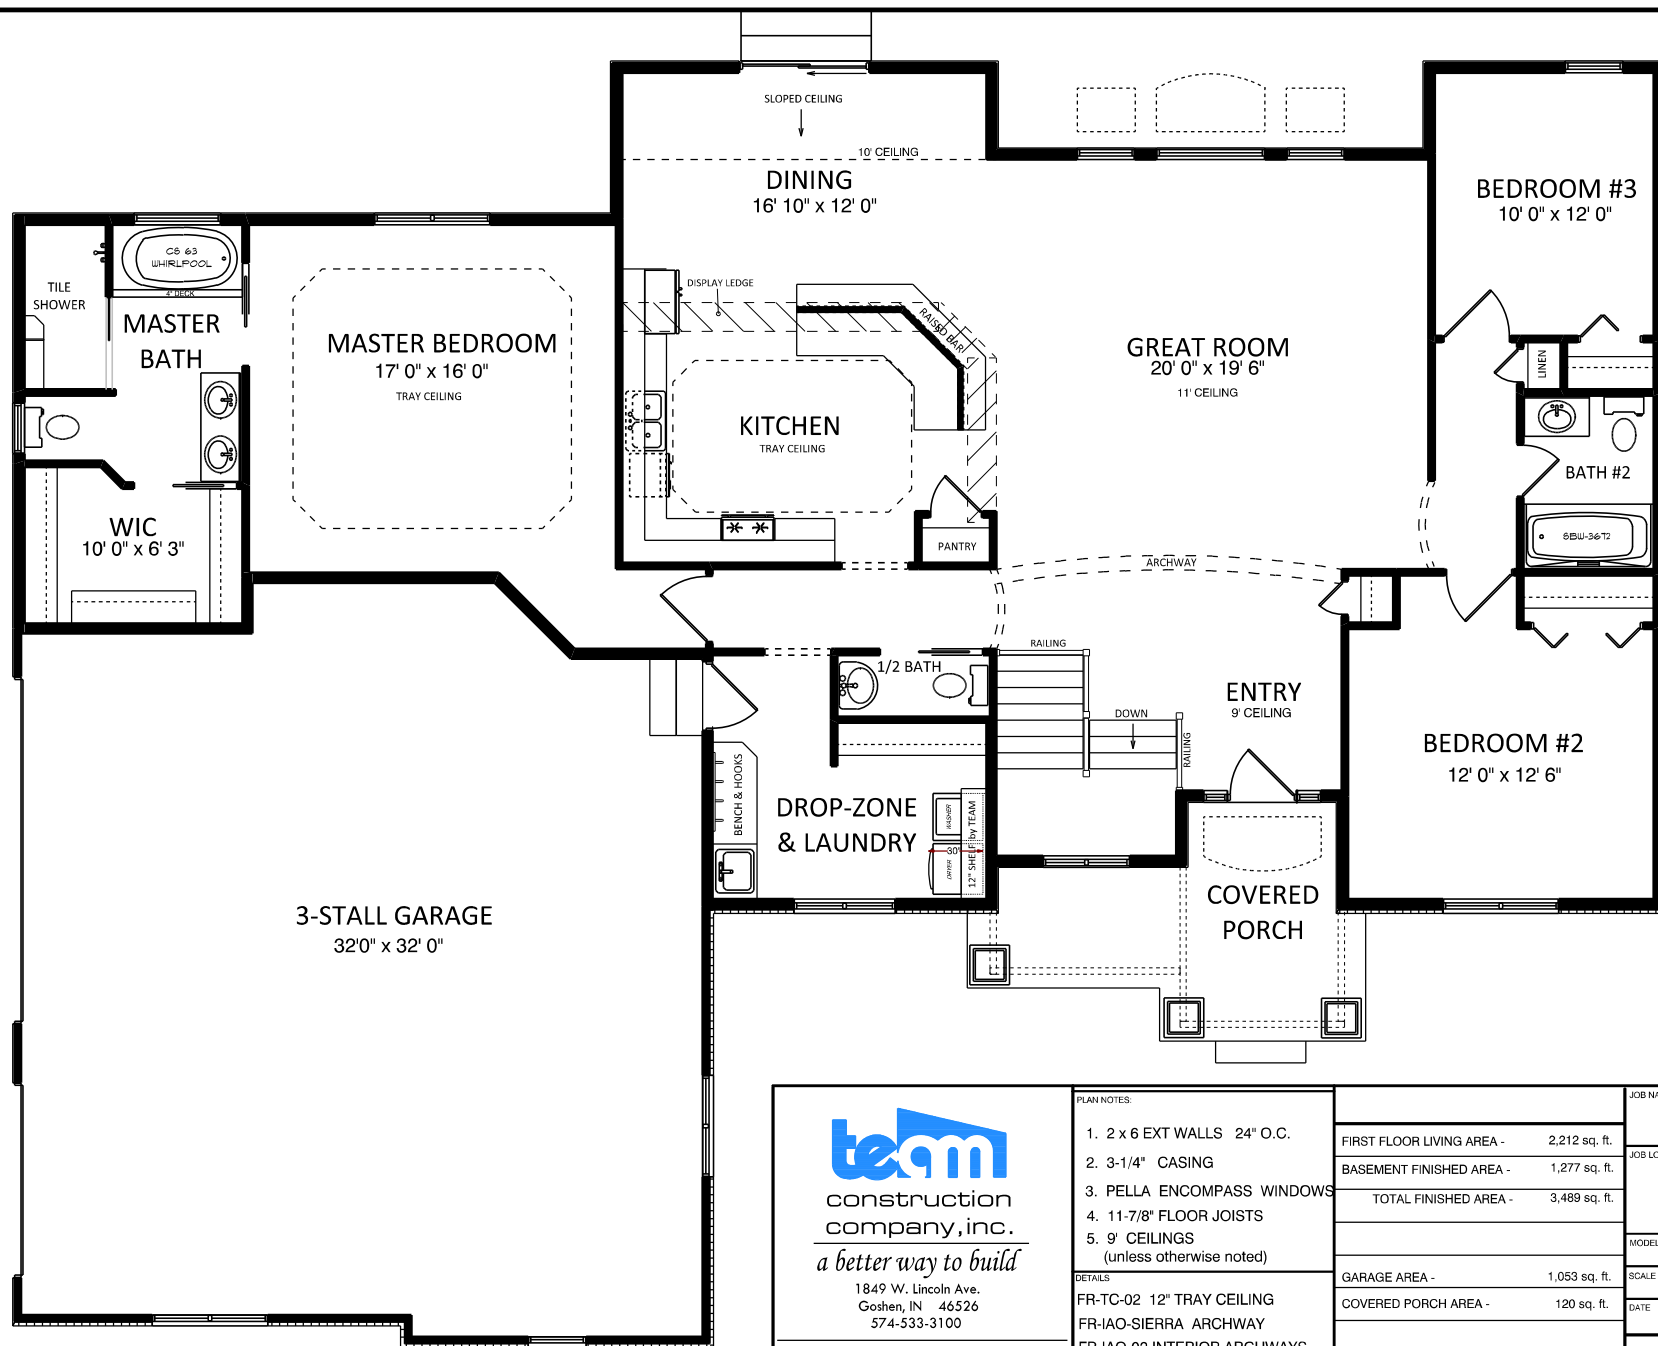 SLOPED CEILING
10' CEILING
DINING
16' 10" x 12' 0"
BEDROOM #3
10' 0" x 12' 0"
CS 63
WHIRLPOOL
4" DECK
TILE
SHOWER
MASTER
BATH
MASTER BEDROOM
17' 0" x 16' 0"
TRAY CEILING
DISPLAY LEDGE
RAISED BAR
GREAT ROOM
20' 0" x 19' 6"
11' CEILING
LINEN
KITCHEN
TRAY CEILING
BATH #2
WIC
10' 0" x 6' 3"
PANTRY
SBW-3672
ARCHWAY
RAILING
1/2 BATH
ENTRY
9' CEILING
DOWN
RAILING
BEDROOM #2
12' 0" x 12' 6"
BENCH & HOOKS
DROP-ZONE
& LAUNDRY
WASHER
DRYER
30"
12" SHELF by TEAM
COVERED
PORCH
3-STALL GARAGE
32'0" x 32' 0"
team
construction
company,inc.
a better way to build
1849 W. Lincoln Ave.
Goshen, IN 46526
574-533-3100
PLAN NOTES:
1. 2 x 6 EXT WALLS 24" O.C.
2. 3-1/4" CASING
3. PELLA ENCOMPASS WINDOWS
4. 11-7/8" FLOOR JOISTS
5. 9' CEILINGS
(unless otherwise noted)
DETAILS
FR-TC-02 12" TRAY CEILING
FR-IAO-SIERRA ARCHWAY
FR-IAO-02 INTERIOR ARCHWAYS
FIRST FLOOR LIVING AREA - 2,212 sq. ft.
BASEMENT FINISHED AREA - 1,277 sq. ft.
TOTAL FINISHED AREA - 3,489 sq. ft.
GARAGE AREA - 1,053 sq. ft.
COVERED PORCH AREA - 120 sq. ft.
JOB NA
JOB LO
MODEL
SCALE
DATE